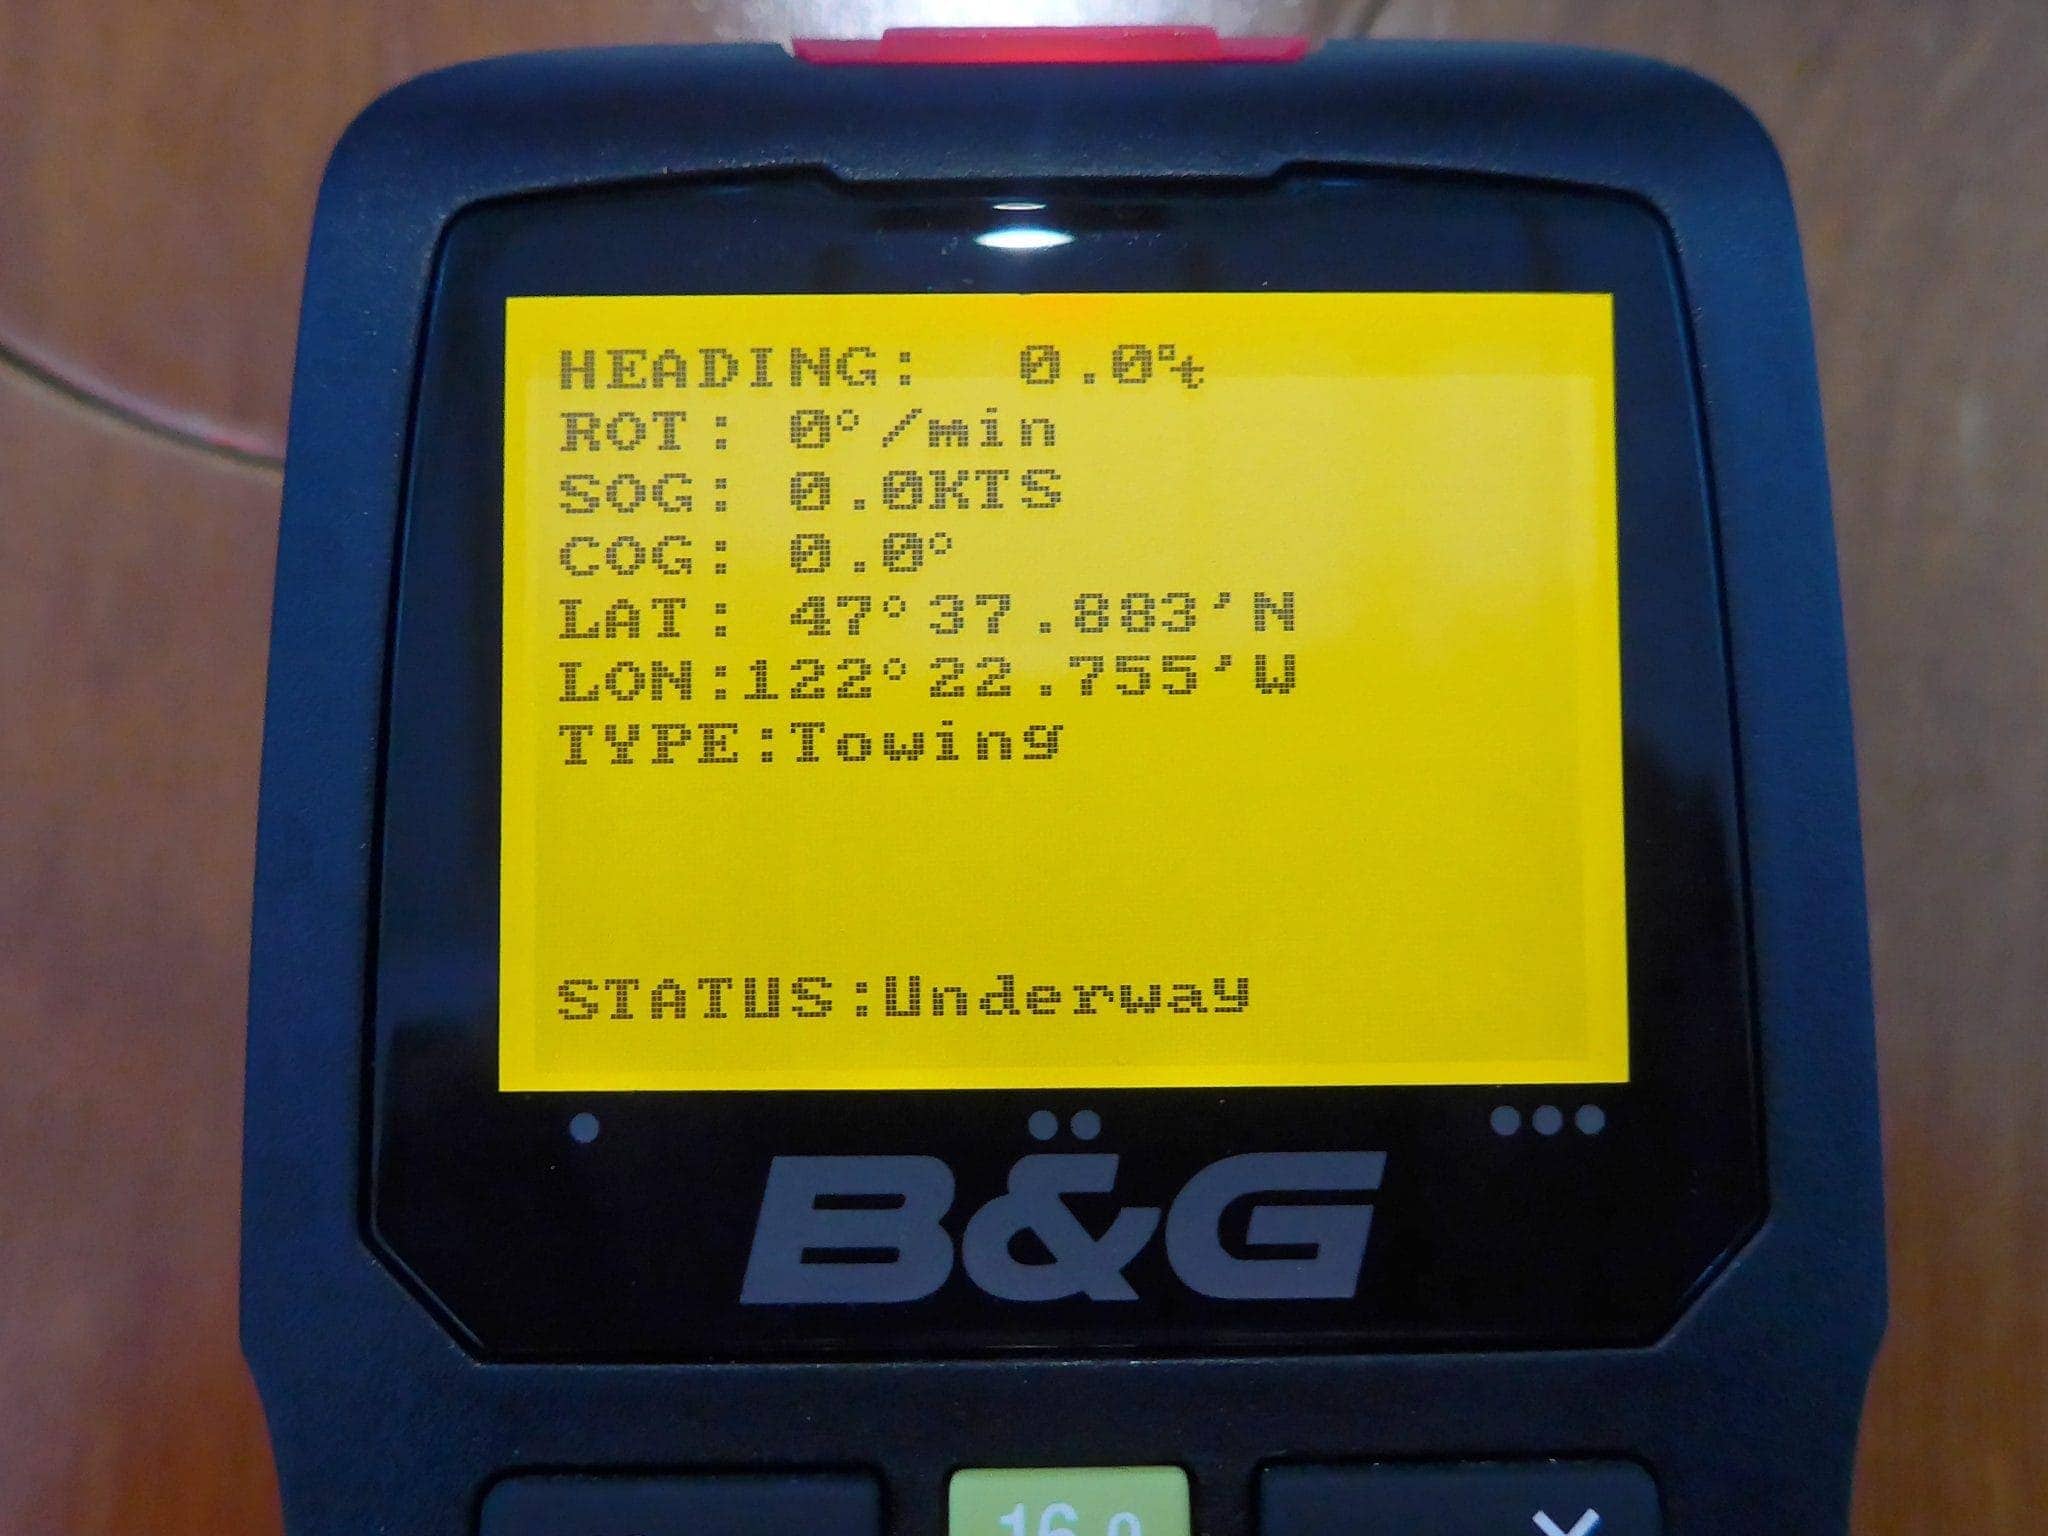 HEADING:  0.0°t
ROT: 0°/min
SOG: 0.0KTS
COG: 0.0°
LAT: 47°37.883'N
LON:122°22.755'W
TYPE:Towing
STATUS:Underway
B&G
16